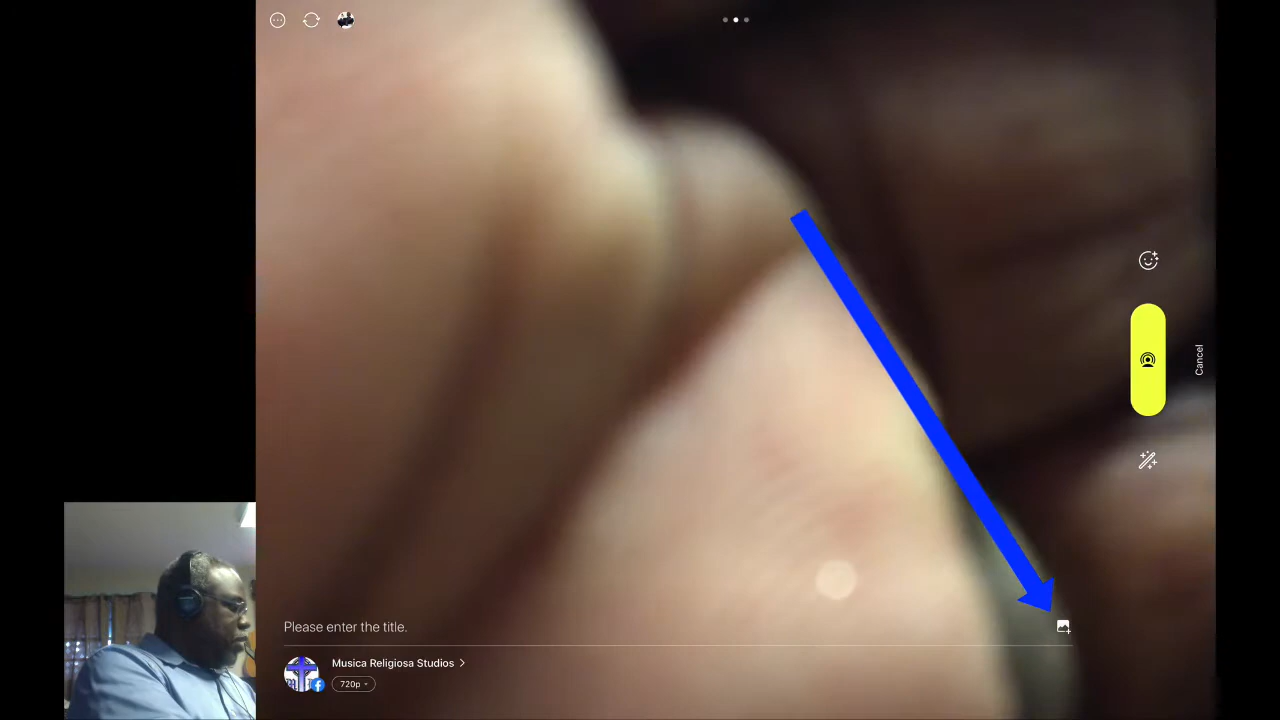 Cancel
Please enter the title.
Musica Religiosa Studios
720p